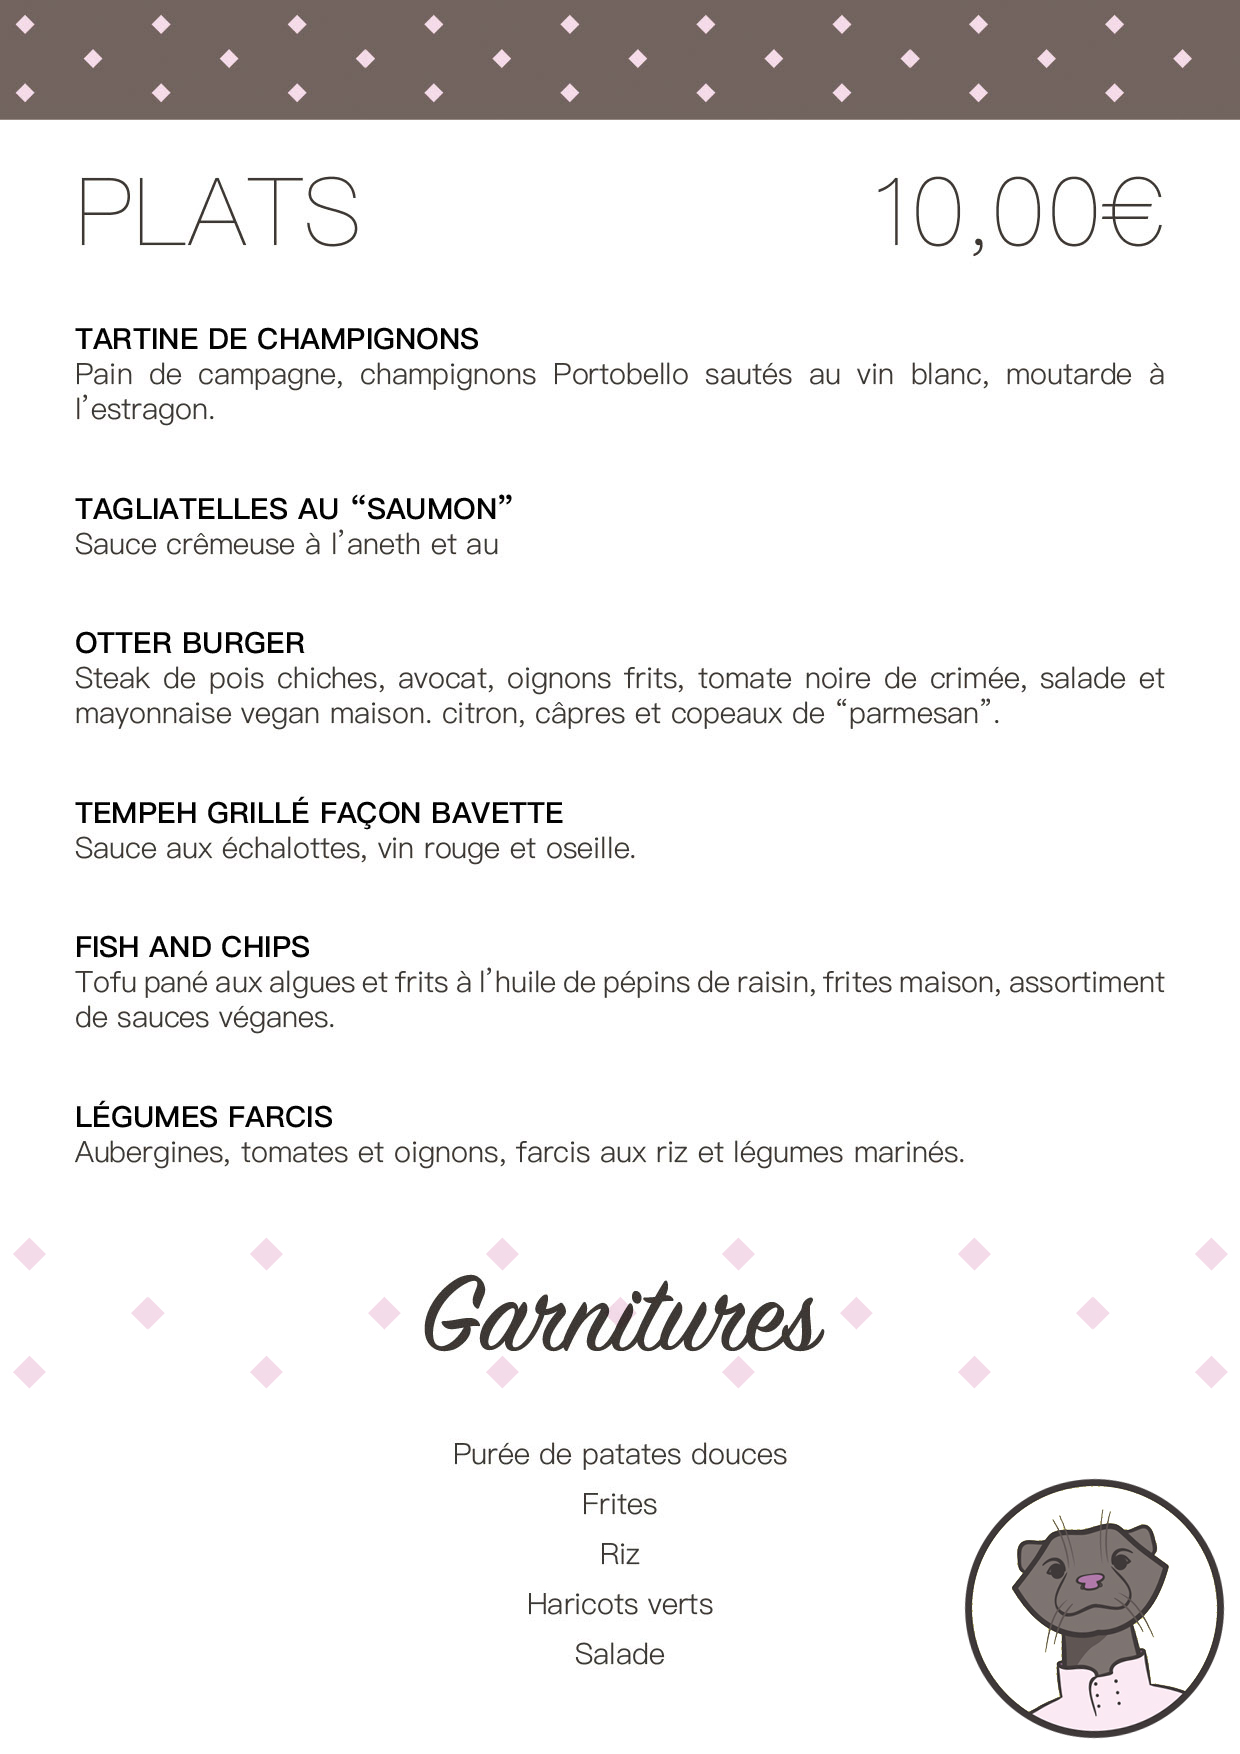 PLATS 10,00€
TARTINE DE CHAMPIGNONS
Pain de campagne, champignons Portobello sautés au vin blanc, moutarde à
l’estragon.
TAGLIATELLES AU “SAUMON”
Sauce crêmeuse à l’aneth et au
OTTER BURGER
Steak de pois chiches, avocat, oignons frits, tomate noire de crimée, salade et
mayonnaise vegan maison. citron, câpres et copeaux de “parmesan”.
TEMPEH GRILLÉ FAÇON BAVETTE
Sauce aux échalottes, vin rouge et oseille.
FISH AND CHIPS
Tofu pané aux algues et frits à l’huile de pépins de raisin, frites maison, assortiment
de sauces véganes.
LÉGUMES FARCIS
Aubergines, tomates et oignons, farcis aux riz et légumes marinés.
Garnitures
Purée de patates douces
Frites
Riz
Haricots verts
Salade